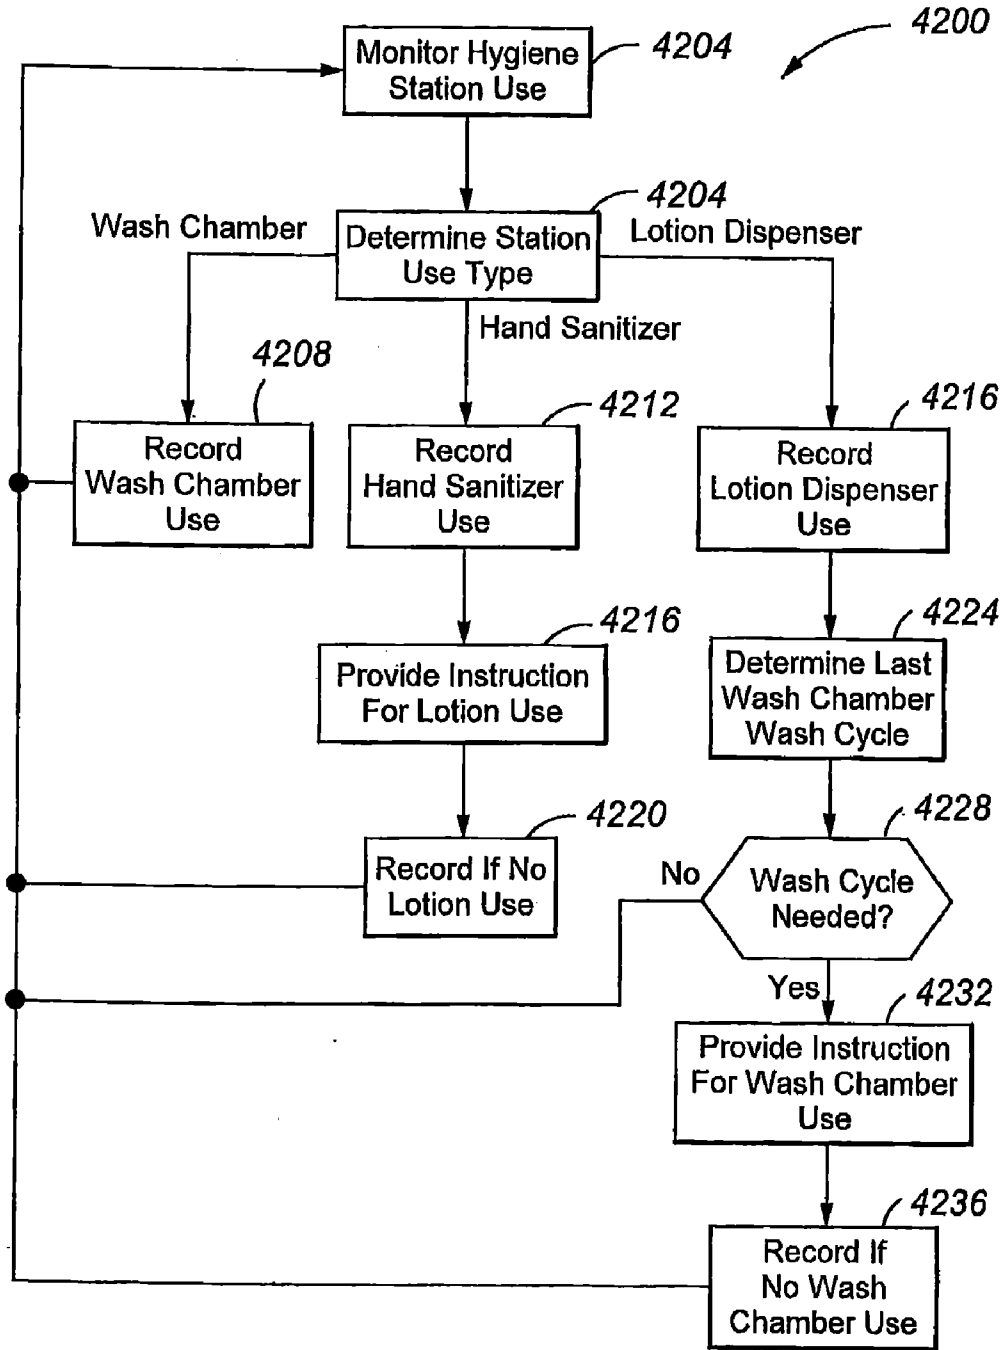 4200
Monitor Hygiene
Station Use
4204
4204
Determine Station
Use Type
Wash Chamber
Lotion Dispenser
Hand Sanitizer
4208
Record
Wash Chamber
Use
4212
Record
Hand Sanitizer
Use
4216
Record
Lotion Dispenser
Use
4216
Provide Instruction
For Lotion Use
4224
Determine Last
Wash Chamber
Wash Cycle
4220
Record If No
Lotion Use
4228
Wash Cycle
Needed?
No
Yes
4232
Provide Instruction
For Wash Chamber
Use
4236
Record If
No Wash
Chamber Use